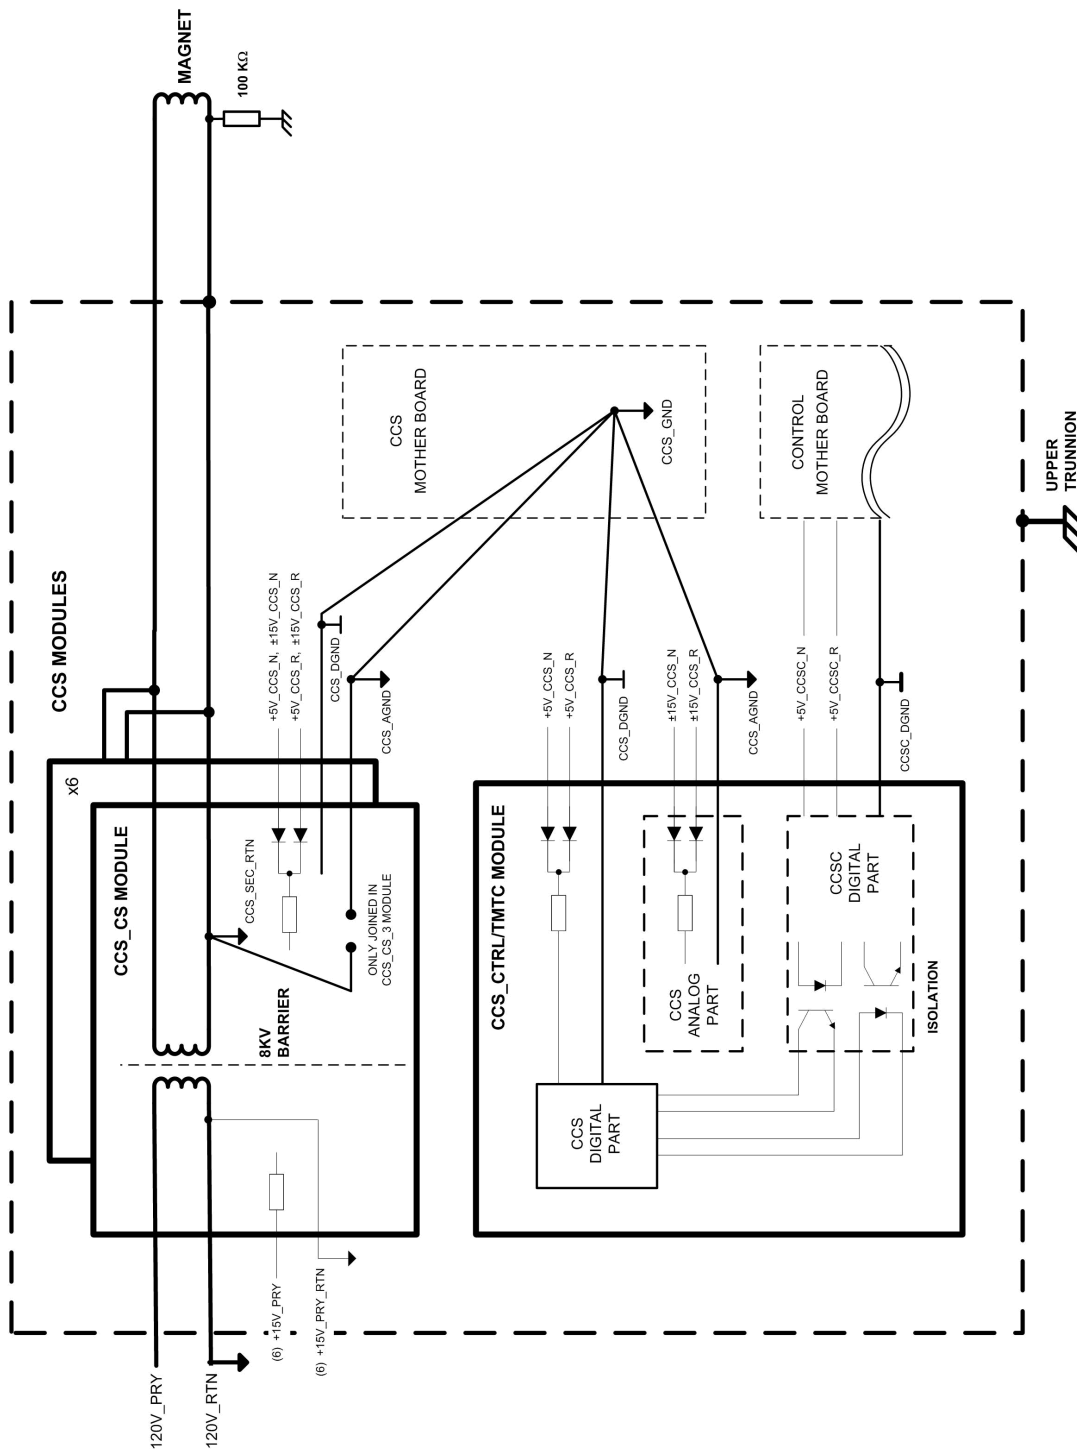 MAGNET
100 KΩ
CCS MODULES
x6
CCS_CS MODULE
CCS_SEC_RTN
+5V_CCS_N, ±15V_CCS_N
+5V_CCS_R, ±15V_CCS_R
CCS_DGND
CCS_AGND
ONLY JOINED IN
CCS_CS_3 MODULE
8KV
BARRIER
120V_PRY
120V_RTN
(6) +15V_PRY
(6) +15V_PRY_RTN
CCS
MOTHER BOARD
CCS_GND
CONTROL
MOTHER BOARD
UPPER
TRUNNION
CCS_CTRL/TMTC MODULE
+5V_CCS_N
+5V_CCS_R
CCS_DGND
±15V_CCS_N
±15V_CCS_R
CCS_AGND
+5V_CCSC_N
+5V_CCSC_R
CCSC_DGND
CCS
DIGITAL
PART
CCS
ANALOG
PART
CCSC
DIGITAL
PART
ISOLATION